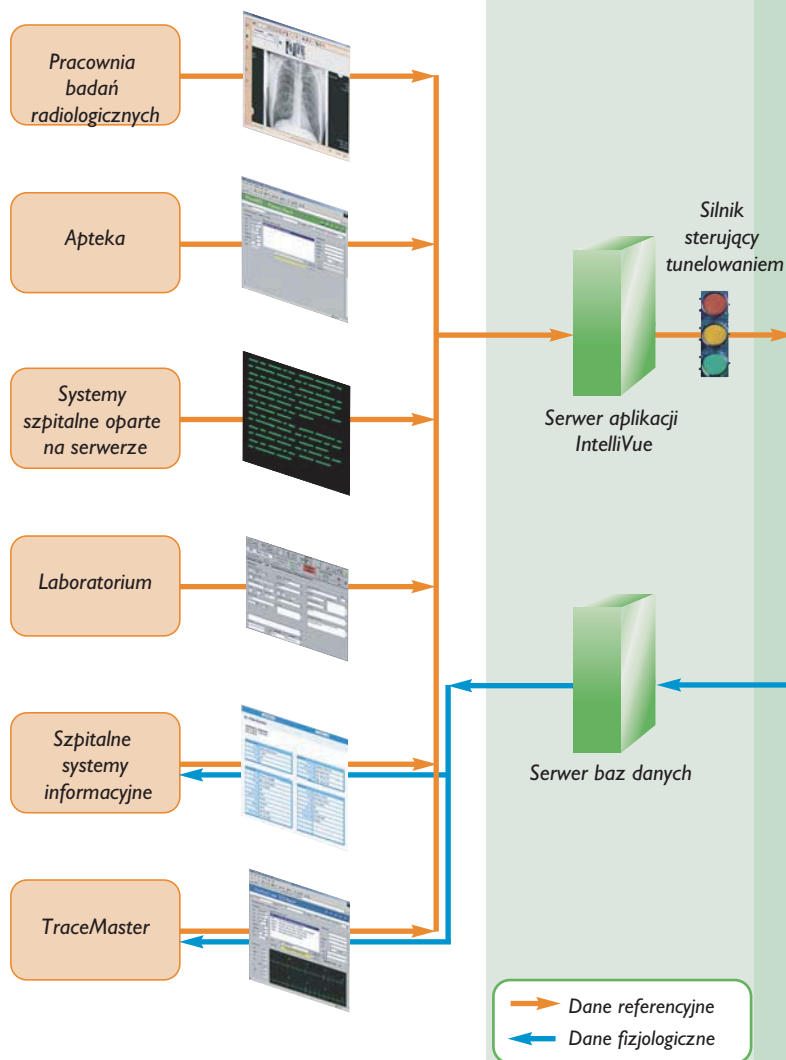 Pracownia
badań
radiologicznych
Apteka
Systemy
szpitalne oparte
na serwerze
Laboratorium
Szpitalne
systemy
informacyjne
TraceMaster
Silnik
sterujący
tunelowaniem
Serwer aplikacji
IntelliVue
Serwer baz danych
Dane referencyjne
Dane fizjologiczne